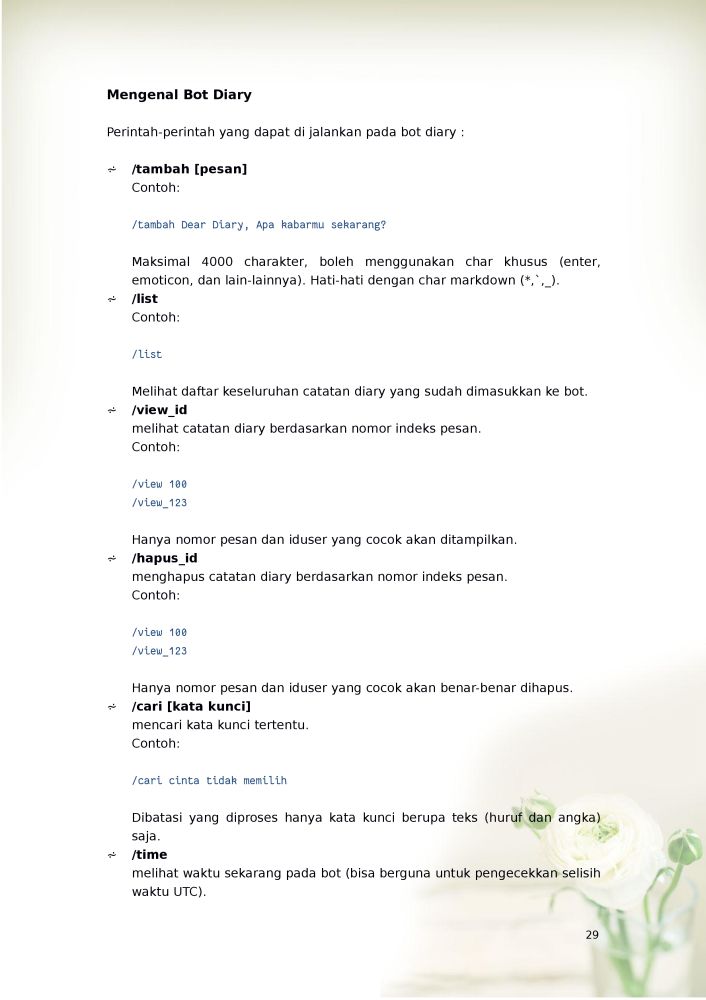 Mengenal Bot Diary
Perintah-perintah yang dapat di jalankan pada bot diary :
/tambah [pesan]
Contoh:
/tambah Dear Diary, Apa kabarmu sekarang?
Maksimal 4000 charakter, boleh menggunakan char khusus (enter,
emoticon, dan lain-lainnya). Hati-hati dengan char markdown (*,`,_).
/list
Contoh:
/list
Melihat daftar keseluruhan catatan diary yang sudah dimasukkan ke bot.
/view_id
melihat catatan diary berdasarkan nomor indeks pesan.
Contoh:
/view 100
/view_123
Hanya nomor pesan dan iduser yang cocok akan ditampilkan.
/hapus_id
menghapus catatan diary berdasarkan nomor indeks pesan.
Contoh:
/view 100
/view_123
Hanya nomor pesan dan iduser yang cocok akan benar-benar dihapus.
/cari [kata kunci]
mencari kata kunci tertentu.
Contoh:
/cari cinta tidak memilih
Dibatasi yang diproses hanya kata kunci berupa teks (huruf dan angka)
saja.
/time
melihat waktu sekarang pada bot (bisa berguna untuk pengecekkan selisih
waktu UTC).
29